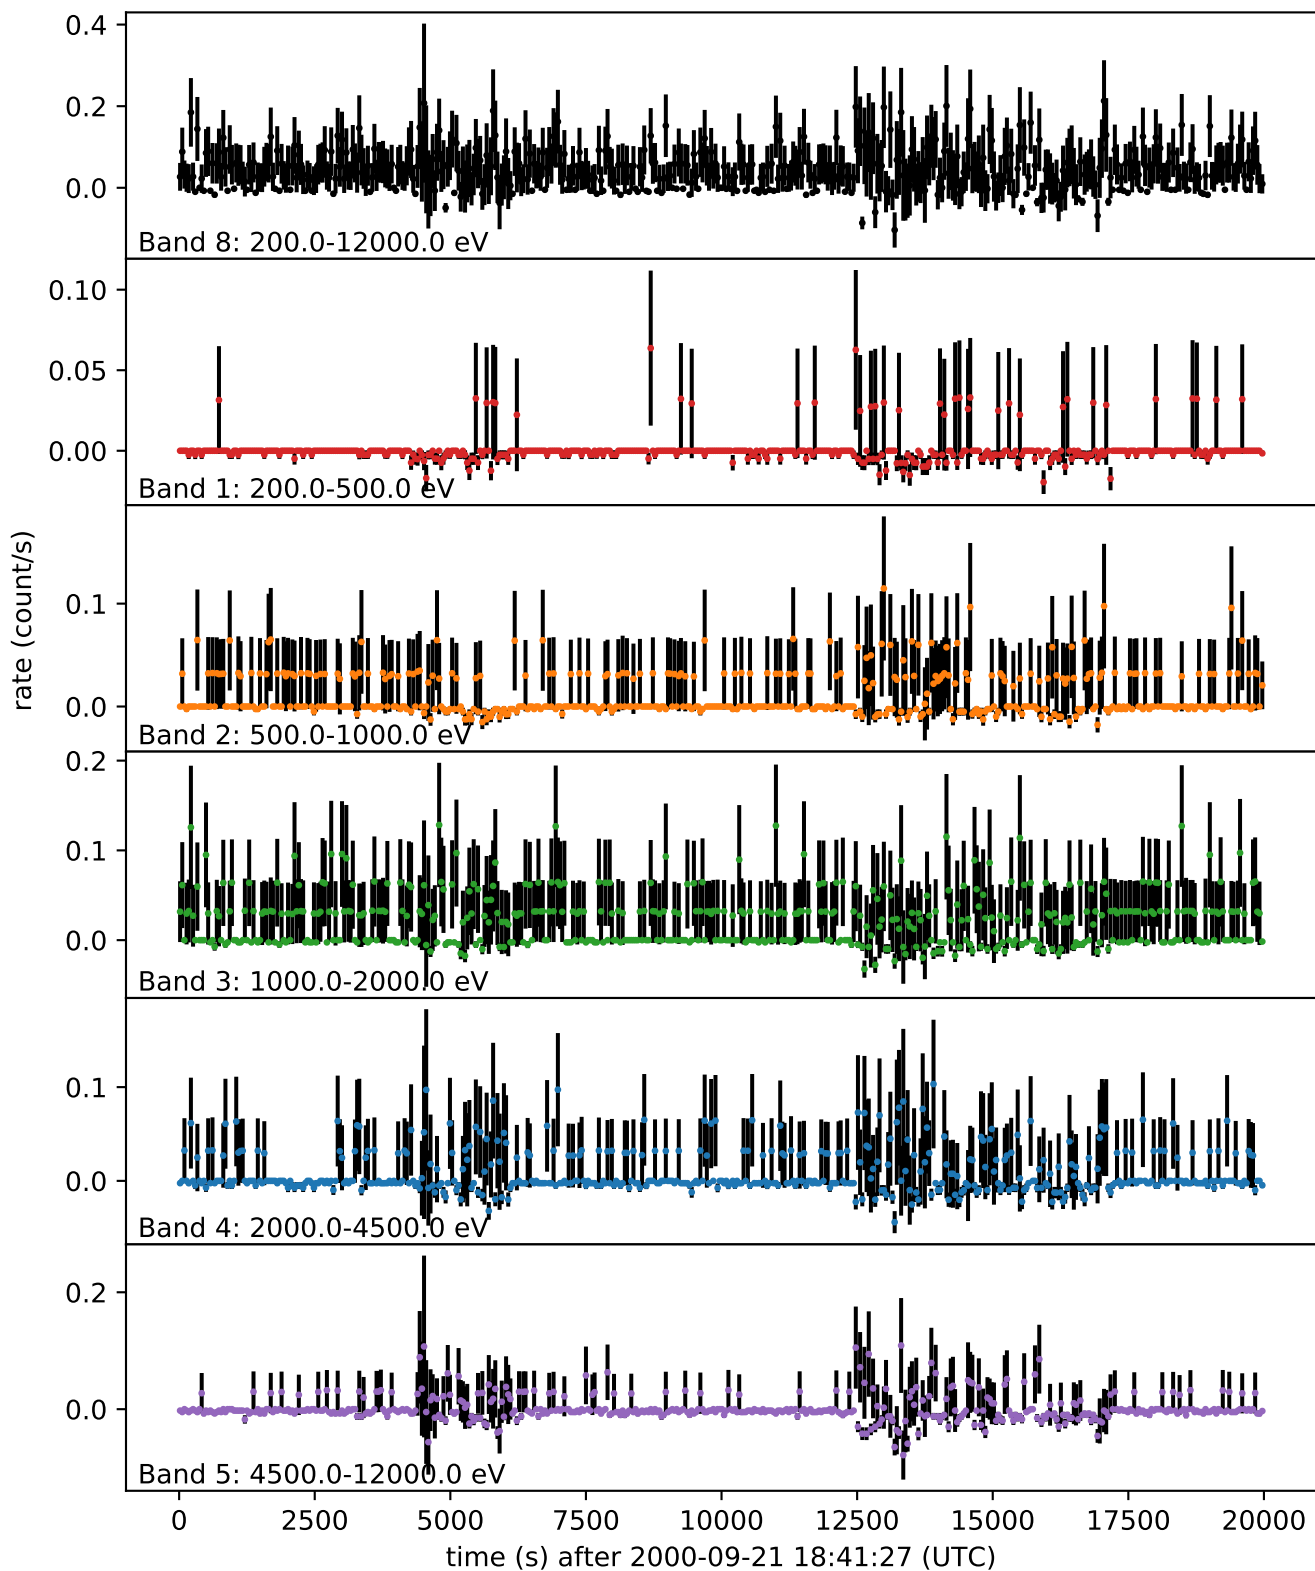 0.4
0.2
0.0
Band 8: 200.0-12000.0 eV
0.10
0.05
0.00
Band 1: 200.0-500.0 eV
rate (count/s)
0.1
0.0
Band 2: 500.0-1000.0 eV
0.2
0.1
0.0
Band 3: 1000.0-2000.0 eV
0.1
0.0
Band 4: 2000.0-4500.0 eV
0.2
0.0
Band 5: 4500.0-12000.0 eV
0 2500 5000 7500 10000 12500 15000 17500 20000
time (s) after 2000-09-21 18:41:27 (UTC)